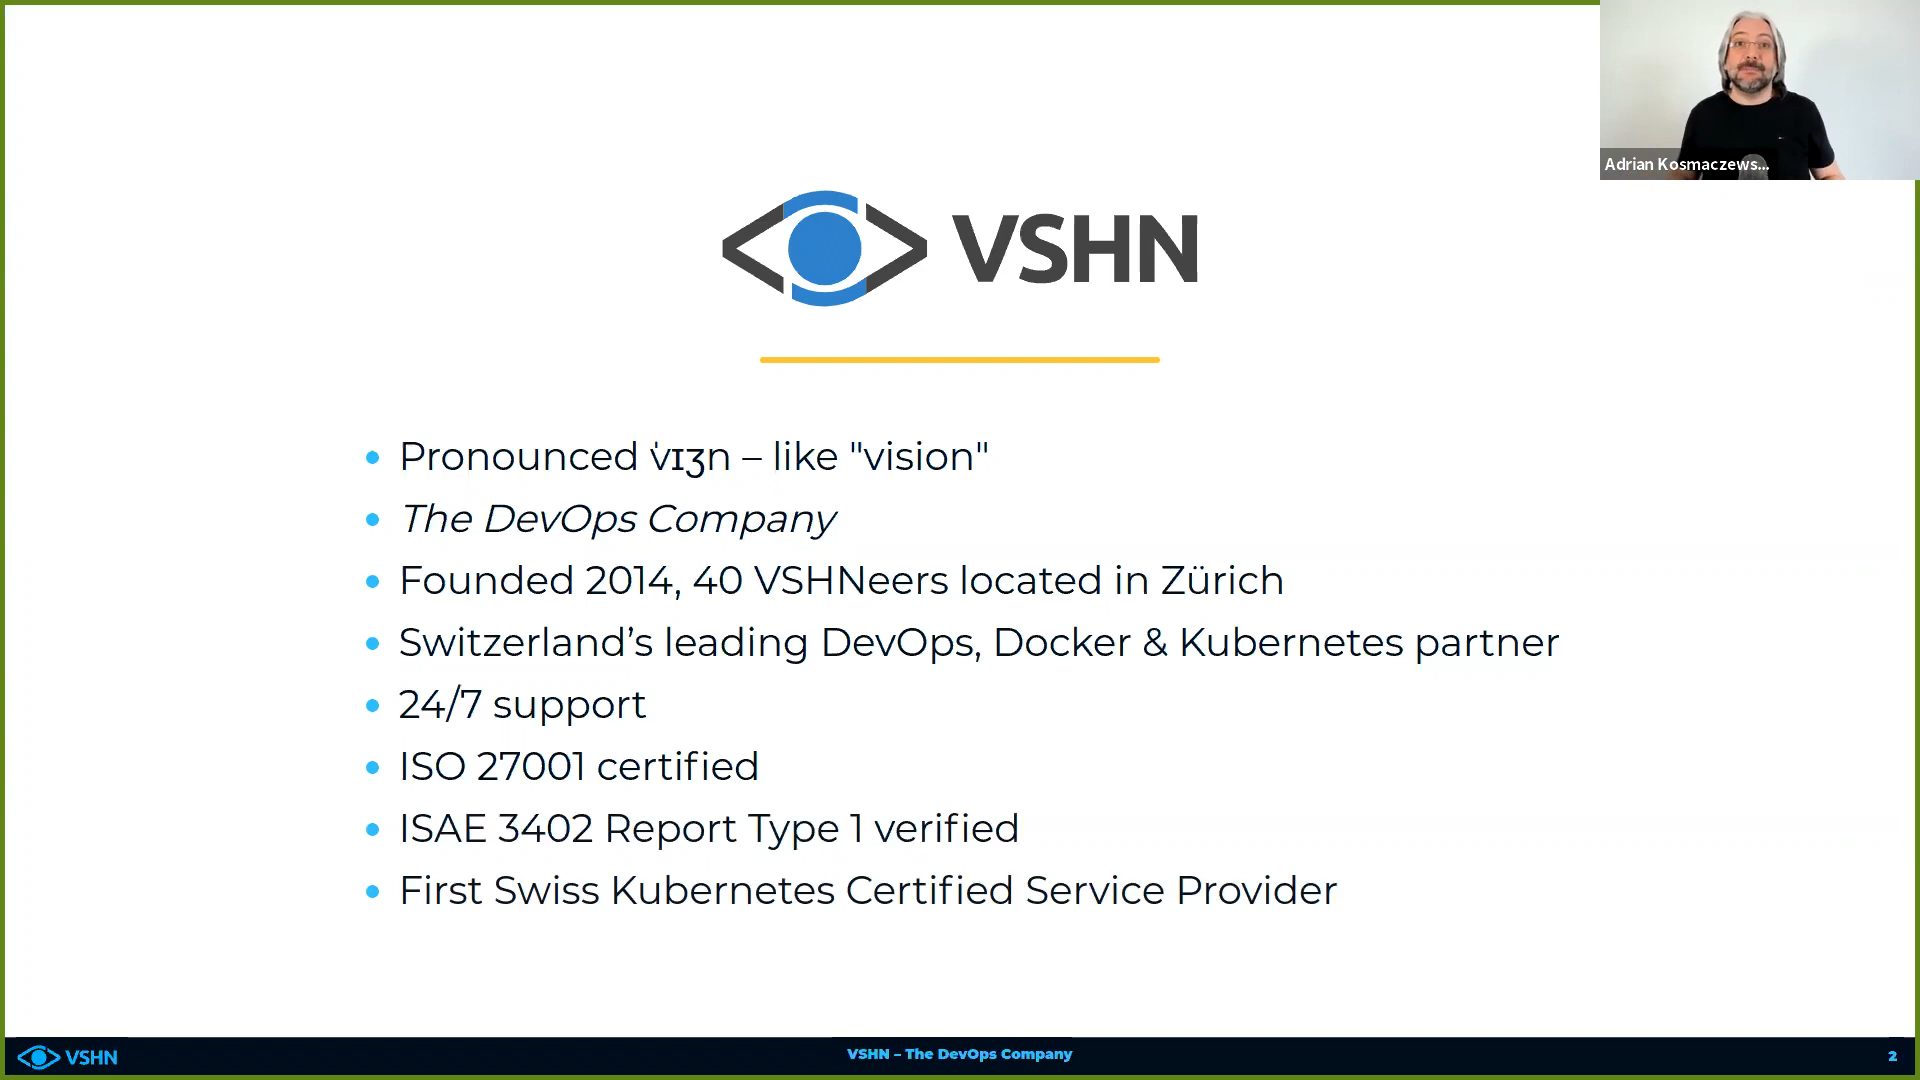 Adrian Kosmaczews...
VSHN
Pronounced ˈvɪʒn – like "vision"
The DevOps Company
Founded 2014, 40 VSHNeers located in Zürich
Switzerland’s leading DevOps, Docker & Kubernetes partner
24/7 support
ISO 27001 certified
ISAE 3402 Report Type 1 verified
First Swiss Kubernetes Certified Service Provider
VSHN
VSHN – The DevOps Company
2